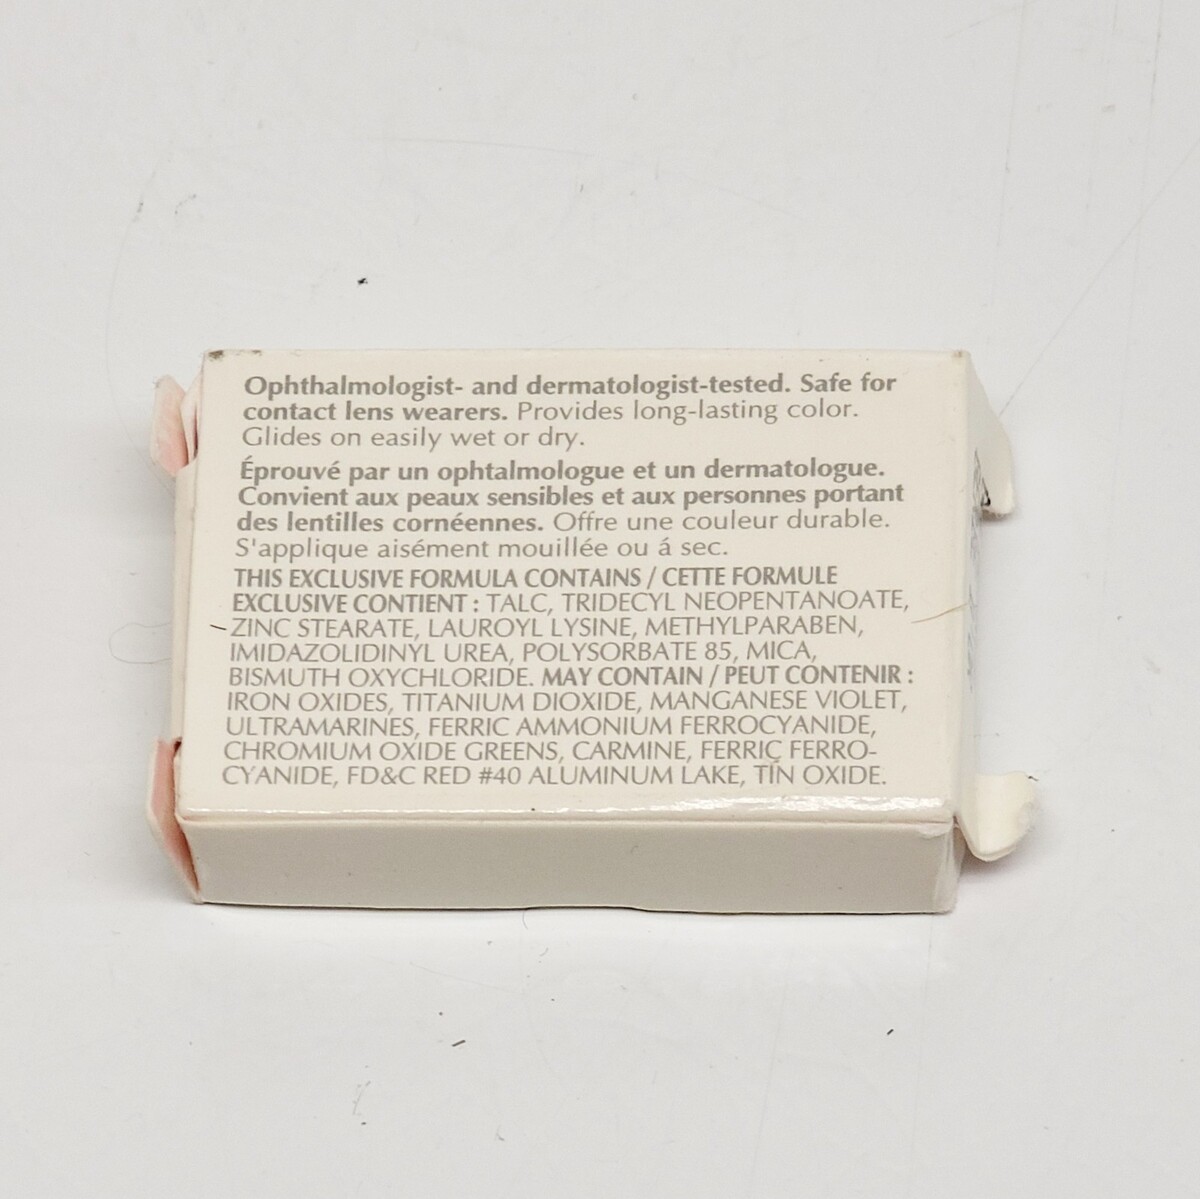 Ophthalmologist- and dermatologist-tested. Safe for
contact lens wearers. Provides long-lasting color.
Glides on easily wet or dry.
Éprouvé par un ophtalmologue et un dermatologue.
Convient aux peaux sensibles et aux personnes portant
des lentilles cornéennes. Offre une couleur durable.
S'applique aisément mouillée ou á sec.
THIS EXCLUSIVE FORMULA CONTAINS / CETTE FORMULE
EXCLUSIVE CONTIENT : TALC, TRIDECYL NEOPENTANOATE,
ZINC STEARATE, LAUROYL LYSINE, METHYLPARABEN,
IMIDAZOLIDINYL UREA, POLYSORBATE 85, MICA,
BISMUTH OXYCHLORIDE. MAY CONTAIN / PEUT CONTENIR :
IRON OXIDES, TITANIUM DIOXIDE, MANGANESE VIOLET,
ULTRAMARINES, FERRIC AMMONIUM FERROCYANIDE,
CHROMIUM OXIDE GREENS, CARMINE, FERRIC FERRO-
CYANIDE, FD&C RED #40 ALUMINUM LAKE, TIN OXIDE.